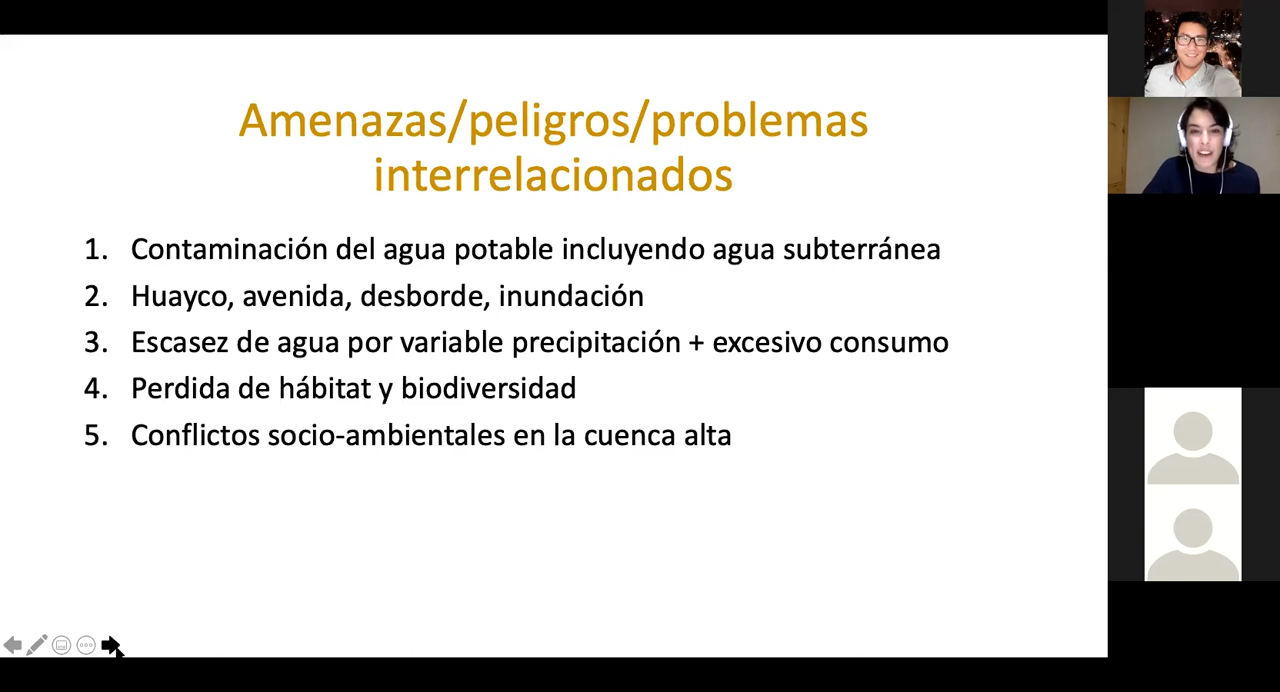 Amenazas/peligros/problemas
interrelacionados
1. Contaminación del agua potable incluyendo agua subterránea
2. Huayco, avenida, desborde, inundación
3. Escasez de agua por variable precipitación + excesivo consumo
4. Perdida de hábitat y biodiversidad
5. Conflictos socio-ambientales en la cuenca alta